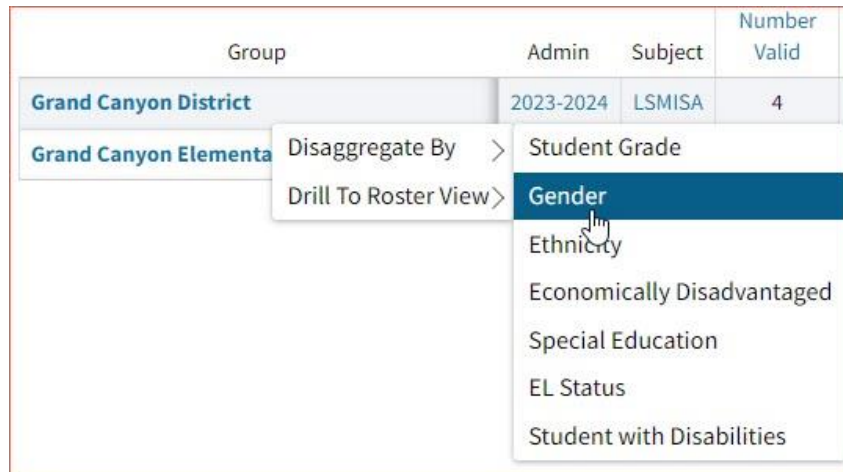 Group Admin Subject Number Valid
Grand Canyon District 2023-2024 LSMISA 4
Grand Canyon Elementa
Disaggregate By
Drill To Roster View
Student Grade
Gender
Ethnicity
Economically Disadvantaged
Special Education
EL Status
Student with Disabilities